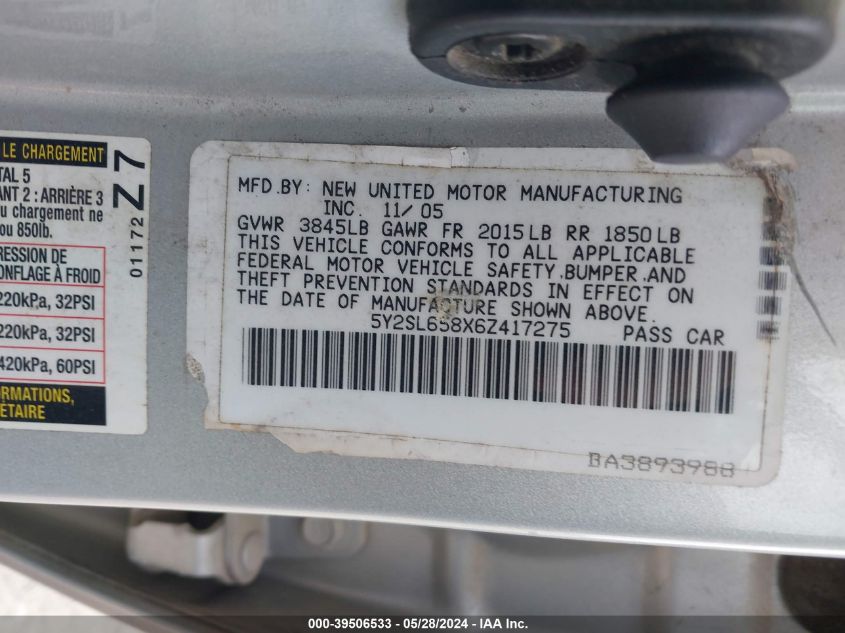 LE CHARGEMENT
TAL 5
ANT 2 : ARRIÈRE 3
u chargement ne
ou 850lb.
RESSION DE
ONFLAGE À FROID
220kPa, 32PSI
220kPa, 32PSI
420kPa, 60PSI
ORMATIONS,
ÉTAIRE
01172 Z 7
MFD.BY: NEW UNITED MOTOR MANUFACTURING
INC. 11/ 05
GVWR 3845LB GAWR FR 2015LB RR 1850LB
THIS VEHICLE CONFORMS TO ALL APPLICABLE
FEDERAL MOTOR VEHICLE SAFETY,BUMPER,AND
THEFT PREVENTION STANDARDS IN EFFECT ON
THE DATE OF MANUFACTURE SHOWN ABOVE.
5Y2SL658X6Z417275 PASS CAR
BA3893988
000-39506533 - 05/28/2024 - IAA Inc.